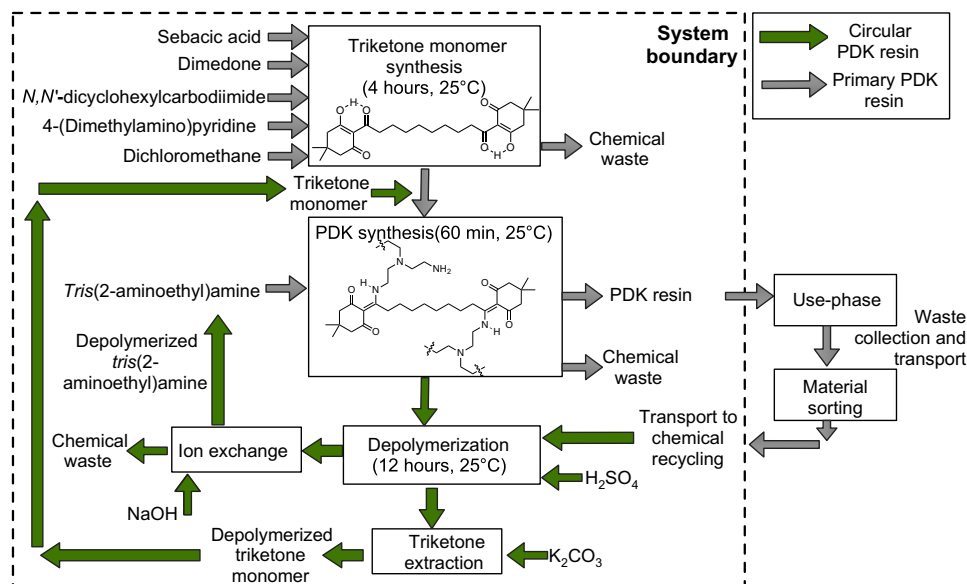 Sebacic acid
Dimedone
N,N'-dicyclohexylcarbodiimide
4-(Dimethylamino)pyridine
Dichloromethane
Triketone monomer
synthesis
(4 hours, 25°C)
O H O
O
O
O
O
H
System
boundary
Circular
PDK resin
Primary PDK
resin
Chemical
waste
Triketone
monomer
PDK synthesis(60 min, 25°C)
N
NH2
H
N
O
O
O
O
N
H
N
Tris(2-aminoethyl)amine
PDK resin
Chemical
waste
Use-phase
Waste
collection and
transport
Material
sorting
Depolymerized
tris(2-
aminoethyl)amine
Chemical
waste
Ion exchange
NaOH
Depolymerization
(12 hours, 25°C)
Transport to
chemical
recycling
H2SO4
Depolymerized
triketone
monomer
Triketone
extraction
K2CO3